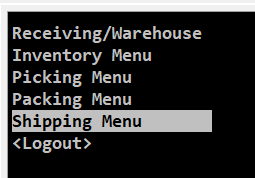 Receiving/Warehouse
Inventory Menu
Picking Menu
Packing Menu
Shipping Menu
<Logout>